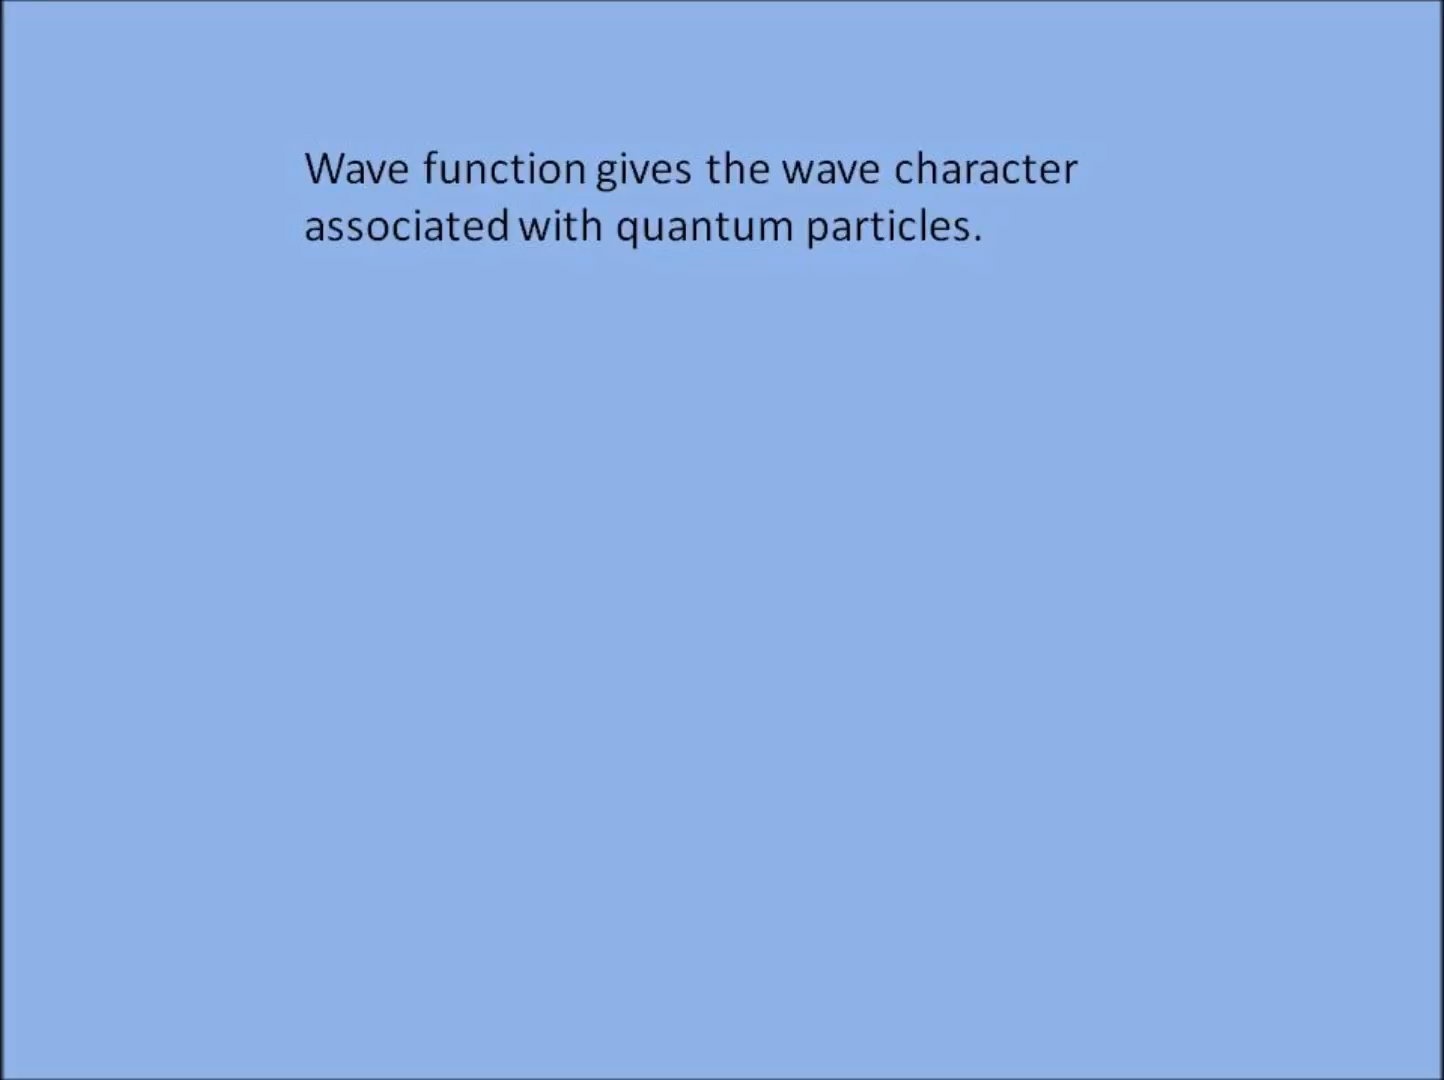 Wave function gives the wave character
associated with quantum particles.